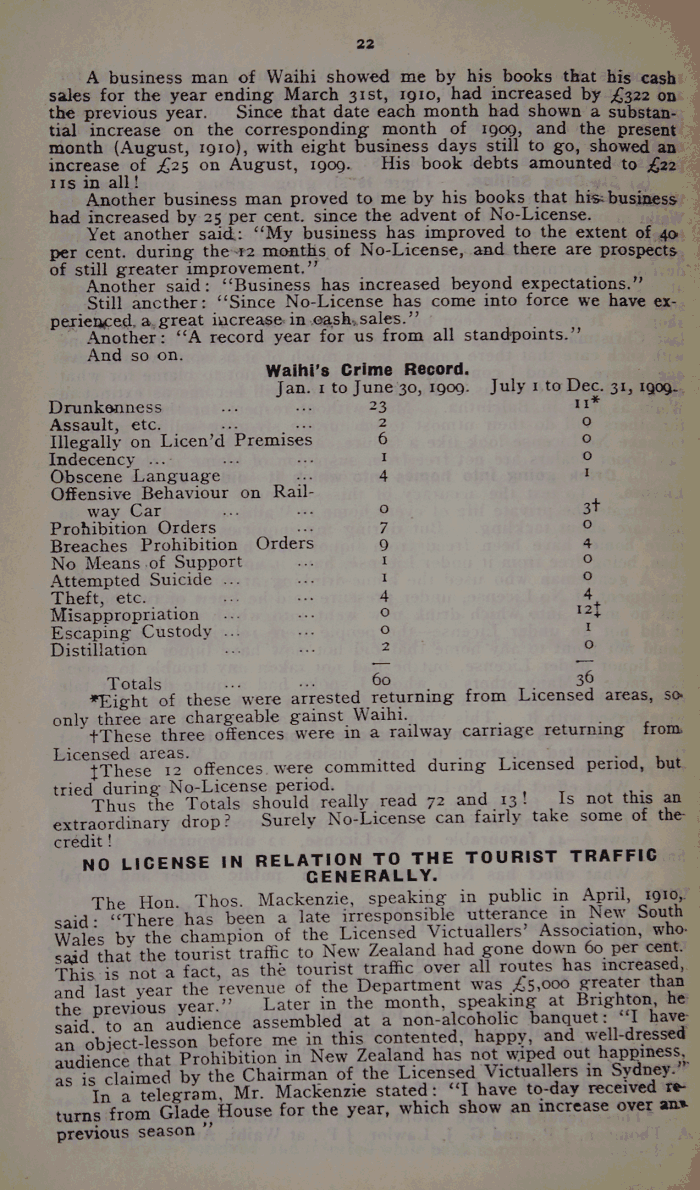 22
A business man of Waihi showed me by his books that his cash
sales for the year ending March 31st, 1910, had increased by £322 on
the previous year. Since that date each month had shown a substan-
tial increase on the corresponding month of 1909, and the present
month (August, 1910), with eight business days still to go, showed an
increase of £25 on August, 1909. His book debts amounted to £22
11s in all!
Another business man proved to me by his books that his business
had increased by 25 per cent. since the advent of No-License.
Yet another said: "My business has improved to the extent of 40
per cent. during the 12 months of No-License, and there are prospects
of still greater improvement."
Another said: "Business has increased beyond expectations."
Still another: "Since No-License has come into force we have ex-
perienced a great increase in cash sales."
Another: "A record year for us from all standpoints."
And so on.
Waihi's Crime Record.
Jan. 1 to June 30, 1909. July 1 to Dec. 31, 1909.
Drunkenness ... ... 23 11*
Assault, etc. ... ... 2 0
Illegally on Licen'd Premises 6 0
Indecency ... ... ... 1 0
Obscene Language ... 4 1
Offensive Behaviour on Rail-
way Car ... ... 0 3†
Prohibition Orders ... 7 0
Breaches Prohibition Orders 9 4
No Means of Support ... 1 0
Attempted Suicide ... ... 1 0
Theft, etc. ... ... 4 4
Misappropriation ... ... 0 12‡
Escaping Custody ... ... 0 1
Distillation ... ... 2 0
Totals ... ... 60 36
*Eight of these were arrested returning from Licensed areas, so
only three are chargeable gainst Waihi.
†These three offences were in a railway carriage returning from
Licensed areas.
‡These 12 offences were committed during Licensed period, but
tried during No-License period.
Thus the Totals should really read 72 and 13! Is not this an
extraordinary drop? Surely No-License can fairly take some of the
credit!
NO LICENSE IN RELATION TO THE TOURIST TRAFFIC
GENERALLY.
The Hon. Thos. Mackenzie, speaking in public in April, 1910,
said: "There has been a late irresponsible utterance in New South
Wales by the champion of the Licensed Victuallers' Association, who
said that the tourist traffic to New Zealand had gone down 60 per cent.
This is not a fact, as the tourist traffic over all routes has increased,
and last year the revenue of the Department was £5,000 greater than
the previous year." Later in the month, speaking at Brighton, he
said. to an audience assembled at a non-alcoholic banquet: "I have
an object-lesson before me in this contented, happy, and well-dressed
audience that Prohibition in New Zealand has not wiped out happiness,
as is claimed by the Chairman of the Licensed Victuallers in Sydney."
In a telegram, Mr. Mackenzie stated: "I have to-day received re-
turns from Glade House for the year, which show an increase over any
previous season "